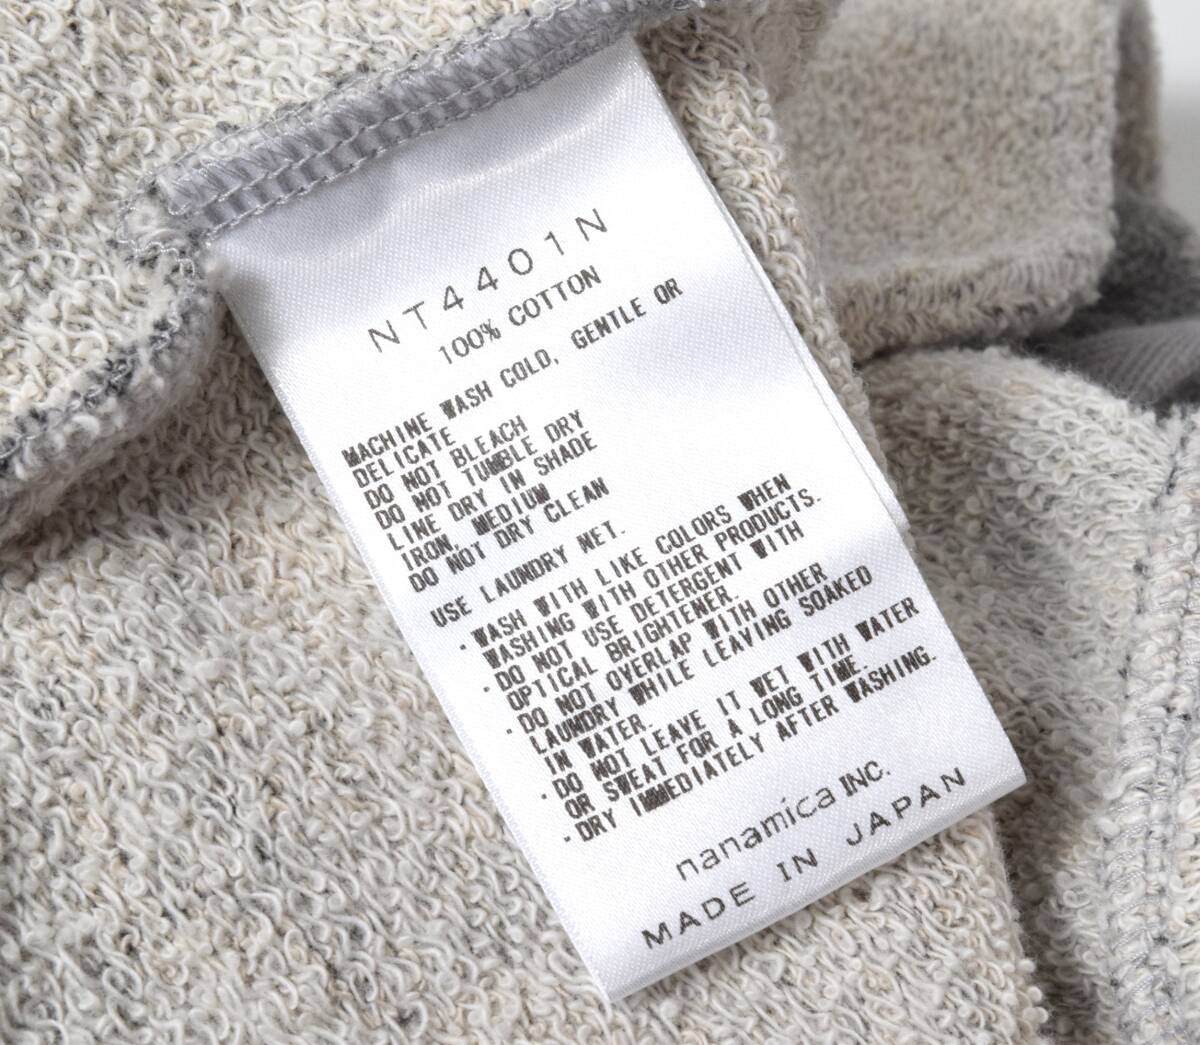 NT4401N
100% COTTON
MACHINE WASH COLD, GENTLE OR
DELICATE
DO NOT BLEACH
DO NOT TUMBLE DRY
LINE DRY IN SHADE
IRON, MEDIUM
DO NOT DRY CLEAN
USE LAUNDRY NET.
・WASH WITH LIKE COLORS WHEN
WASHING WITH OTHER PRODUCTS.
・DO NOT USE DETERGENT WITH
OPTICAL BRIGHTENER.
・DO NOT OVERLAP WITH OTHER
LAUNDRY WHILE LEAVING SOAKED
IN WATER.
・DO NOT LEAVE IT WET WITH WATER
OR SWEAT FOR A LONG TIME.
・DRY IMMEDIATELY AFTER WASHING.
nanamica INC.
MADE IN JAPAN